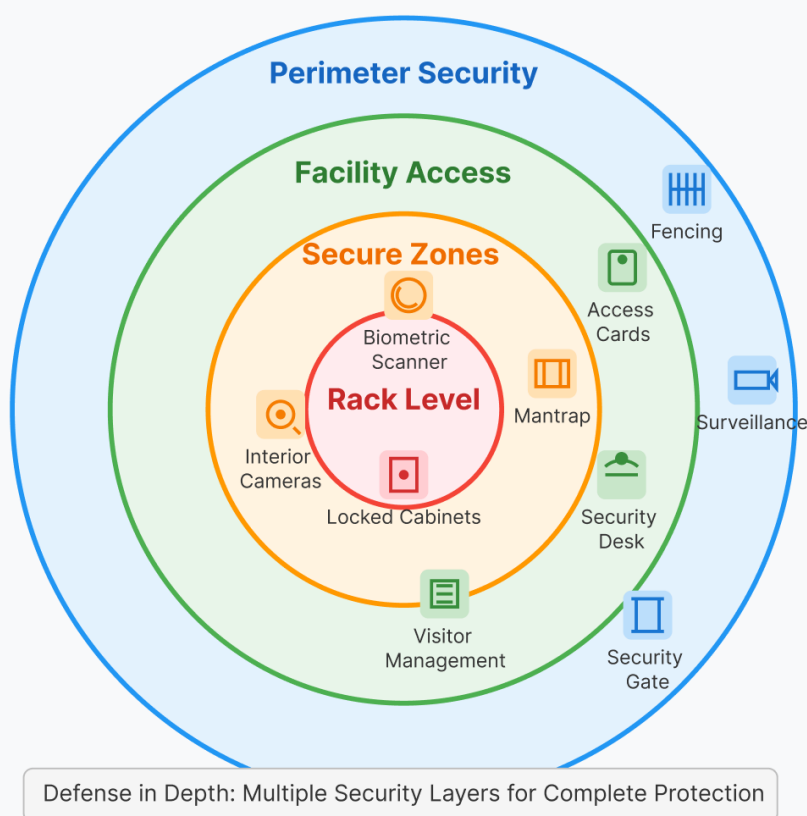 Perimeter Security
Facility Access
Fencing
Secure Zones
Access
Cards
Biometric
Scanner
Rack Level
Mantrap
Surveillance
Interior
Cameras
Locked Cabinets
Security
Desk
Visitor
Management
Security
Gate
Defense in Depth: Multiple Security Layers for Complete Protection